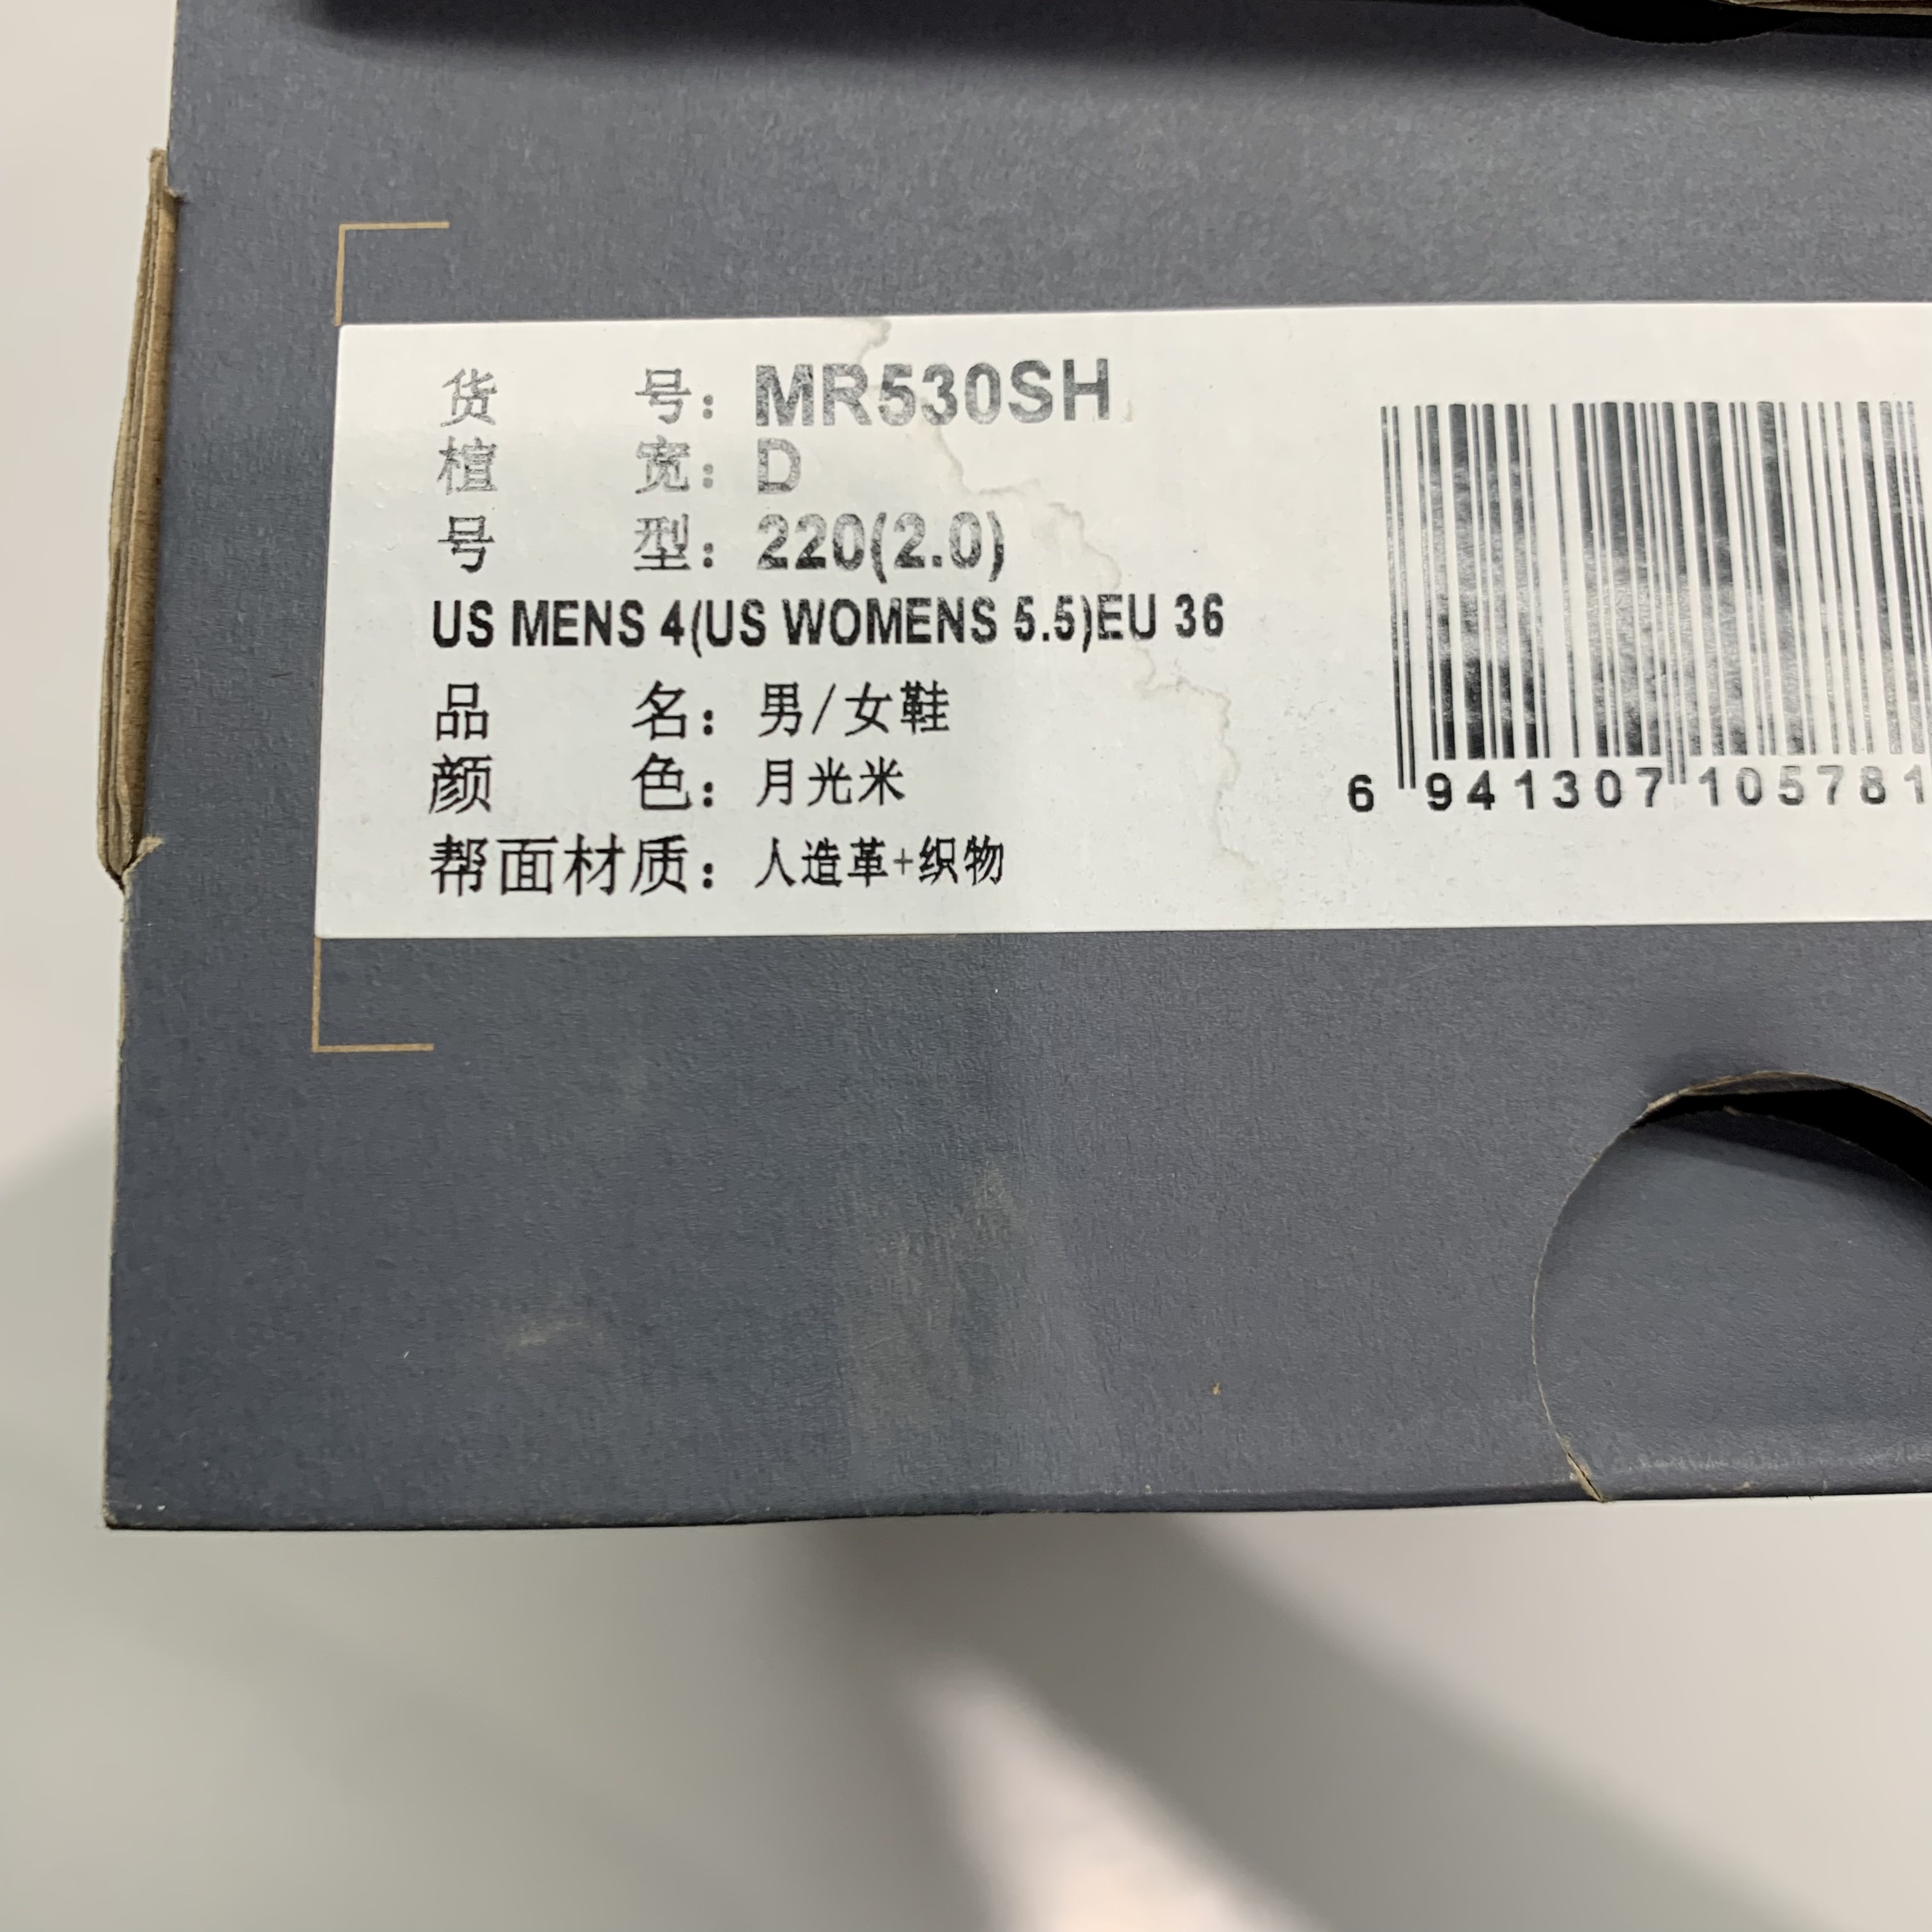 货号：MR530SH
楦宽：D
号型：220(2.0)
US MENS 4(US WOMENS 5.5)EU 36
品名：男/女鞋
颜色：月光米
帮面材质：人造革+织物
6 941307 105781